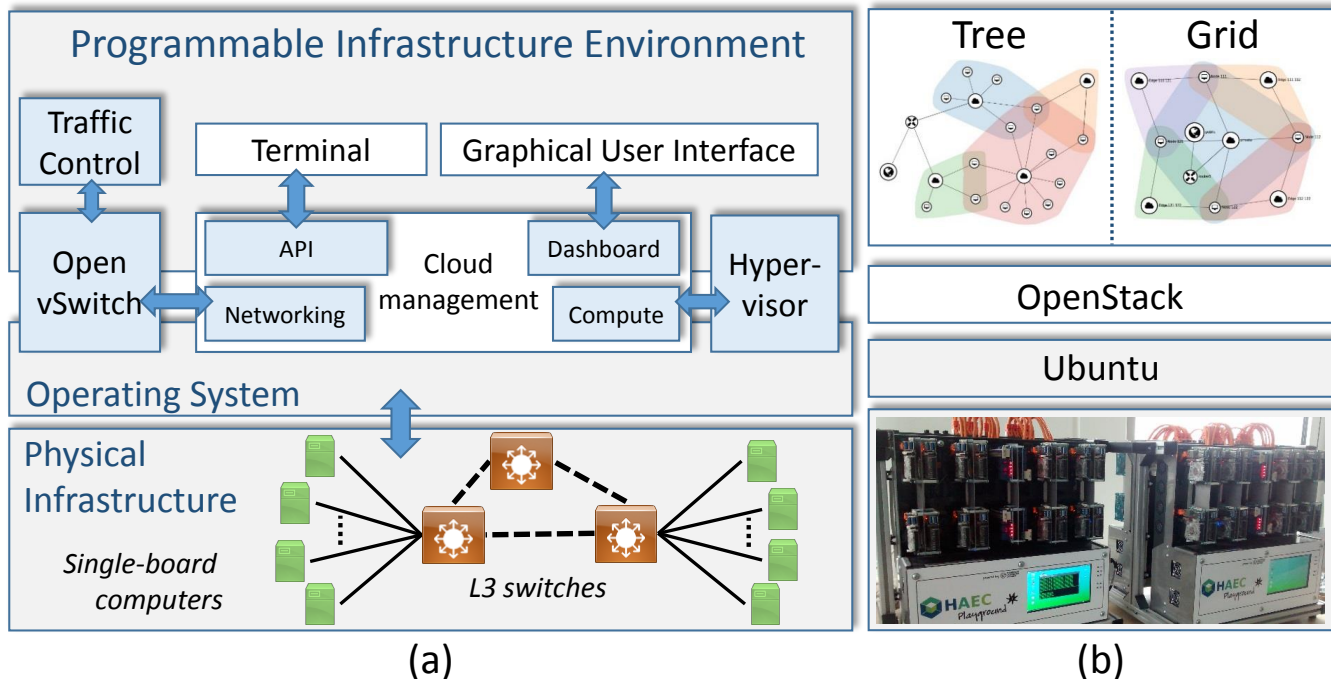 Programmable Infrastructure Environment
Traffic
Control
Terminal
Graphical User Interface
Open
vSwitch
API
Networking
Cloud
management
Dashboard
Compute
Hyper-
visor
Operating System
Physical
Infrastructure
Single-board
computers
L3 switches
(a)
Tree
Grid
OpenStack
Ubuntu
HAEC
Playground
HAEC
Playground
(b)